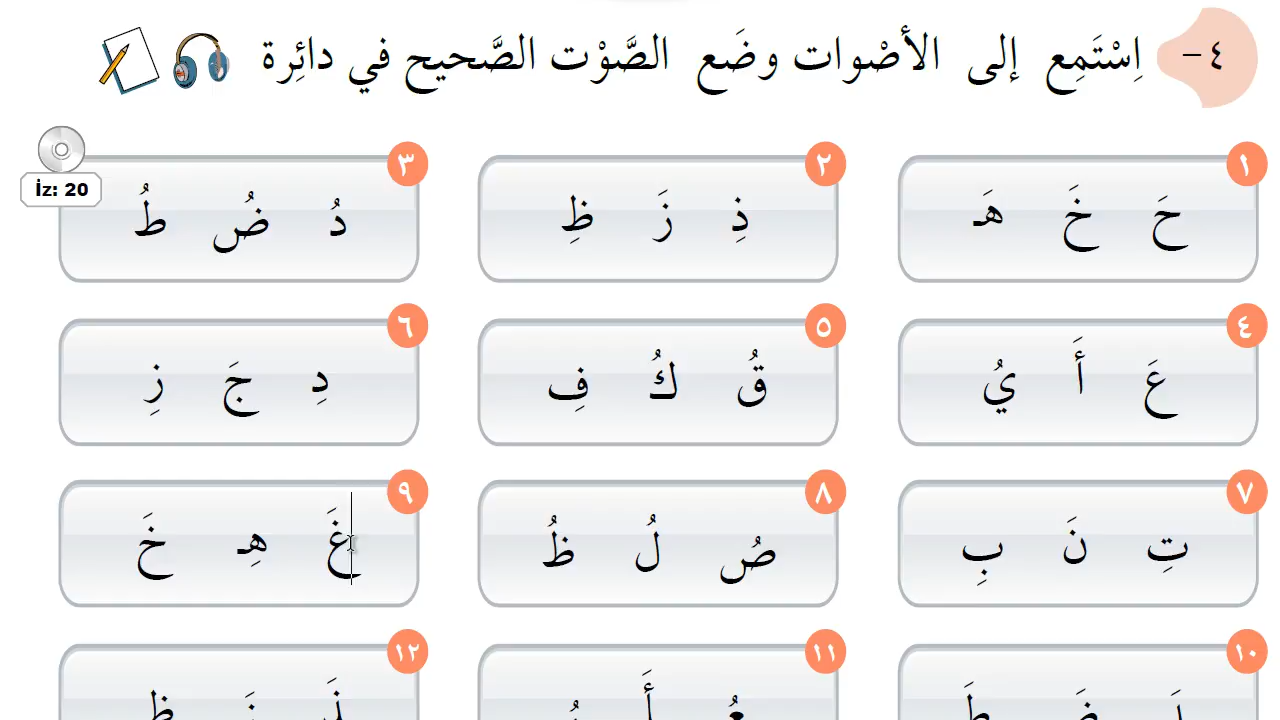 ٤- اِسْتَمِع إلى الأصْوات وضَع الصَّوْت الصَّحيح في دائِرة
İz: 20
١ حَ خَ هَـ
٢ ذِ زَ ظِ
٣ دُ ضُ طُ
٤ عَ أَ يُ
٥ قُ كُ فِ
٦ دِ جَ زِ
٧ تِ نَ بِ
٨ صُ لُ ظُ
٩ غَ هِـ خَ
١٠
١١ عُ أَ
١٢